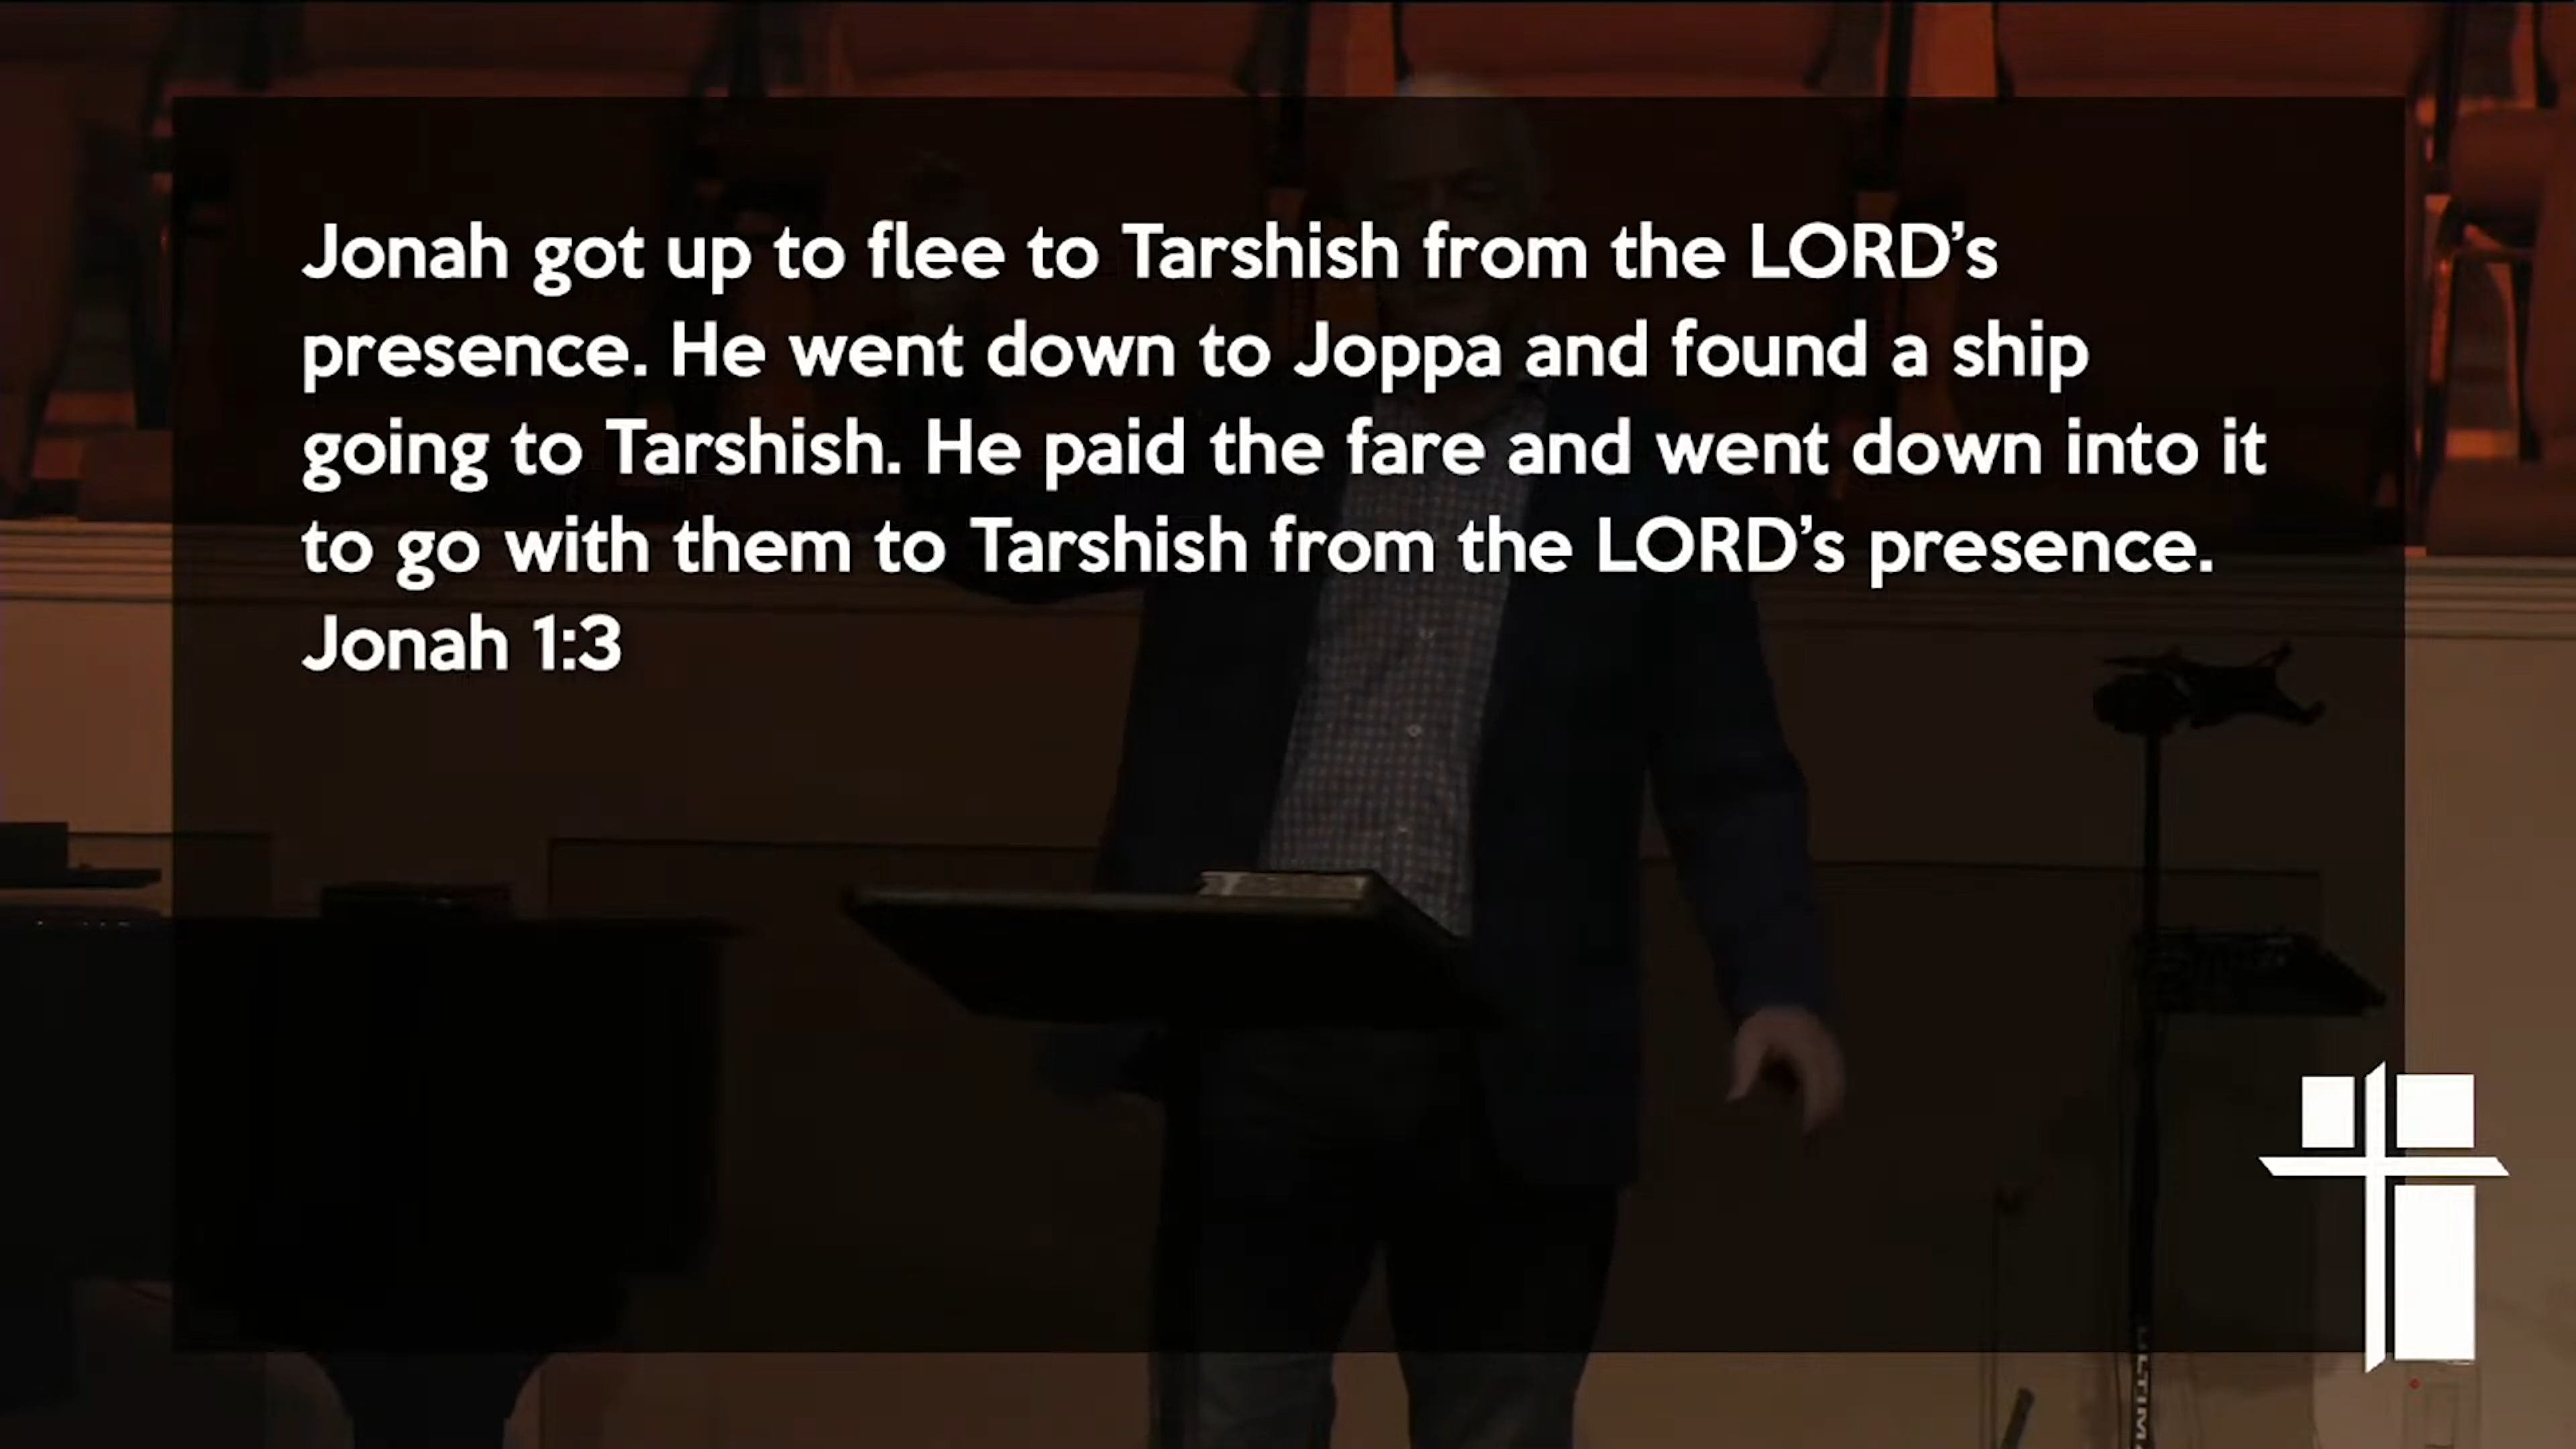 Jonah got up to flee to Tarshish from the LORD’s
presence. He went down to Joppa and found a ship
going to Tarshish. He paid the fare and went down into it
to go with them to Tarshish from the LORD’s presence.
Jonah 1:3